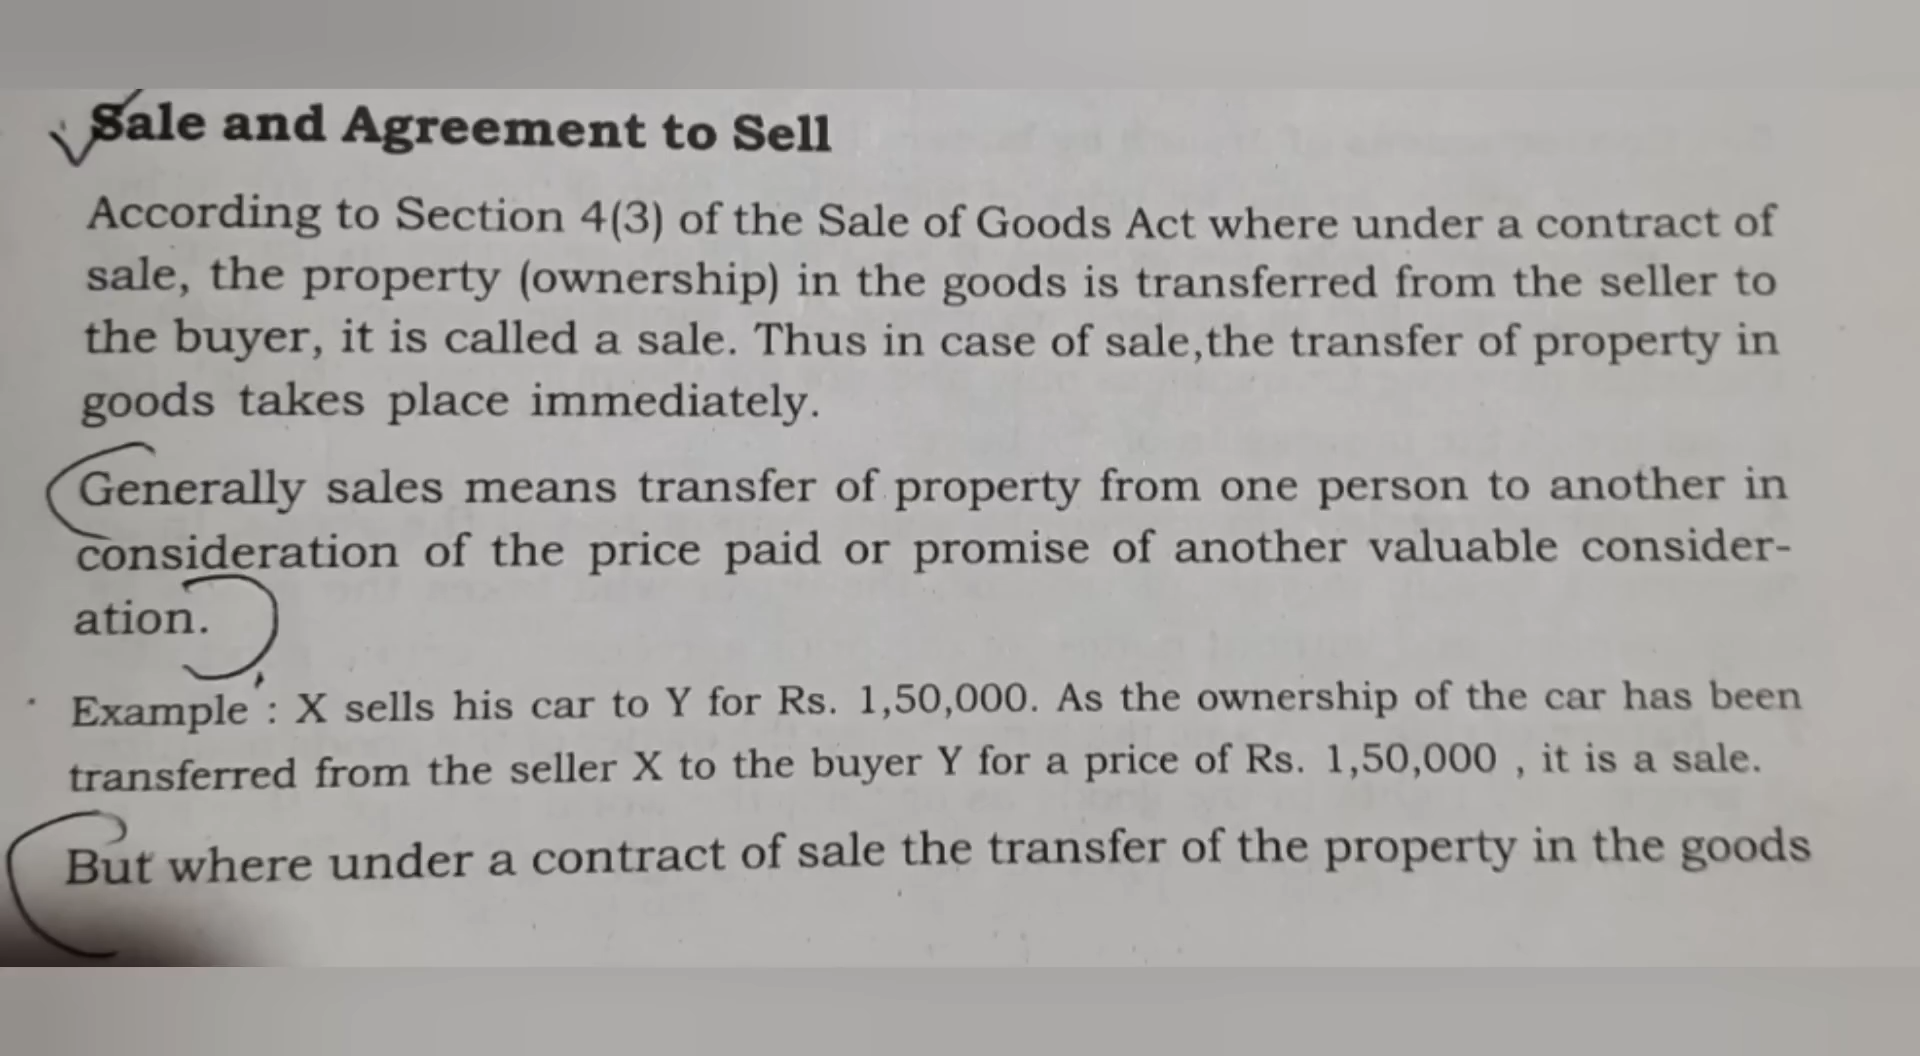 Sale and Agreement to Sell
According to Section 4(3) of the Sale of Goods Act where under a contract of
sale, the property (ownership) in the goods is transferred from the seller to
the buyer, it is called a sale. Thus in case of sale,the transfer of property in
goods takes place immediately.
Generally sales means transfer of property from one person to another in
consideration of the price paid or promise of another valuable consider-
ation.
Example : X sells his car to Y for Rs. 1,50,000. As the ownership of the car has been
transferred from the seller X to the buyer Y for a price of Rs. 1,50,000 , it is a sale.
But where under a contract of sale the transfer of the property in the goods